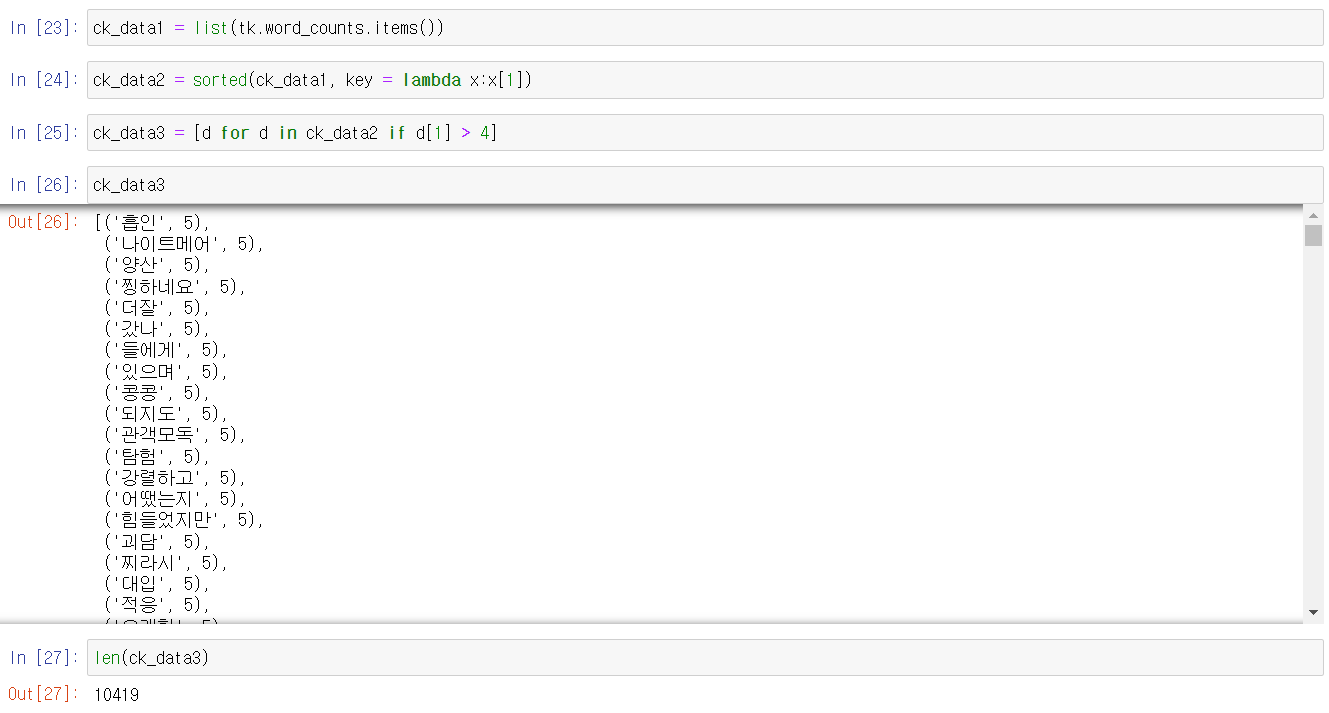 In [23]: ck_data1 = list(tk.word_counts.items())
In [24]: ck_data2 = sorted(ck_data1, key = lambda x:x[1])
In [25]: ck_data3 = [d for d in ck_data2 if d[1] > 4]
In [26]: ck_data3
Out[26]: [('흡인', 5),
('나이트메어', 5),
('양산', 5),
('찡하네요', 5),
('더잘', 5),
('갔나', 5),
('들에게', 5),
('있으며', 5),
('콩콩', 5),
('되지도', 5),
('관객모독', 5),
('탐험', 5),
('강렬하고', 5),
('어땠는지', 5),
('힘들었지만', 5),
('괴담', 5),
('찌라시', 5),
('대입', 5),
('적응', 5),
In [27]: len(ck_data3)
Out[27]: 10419